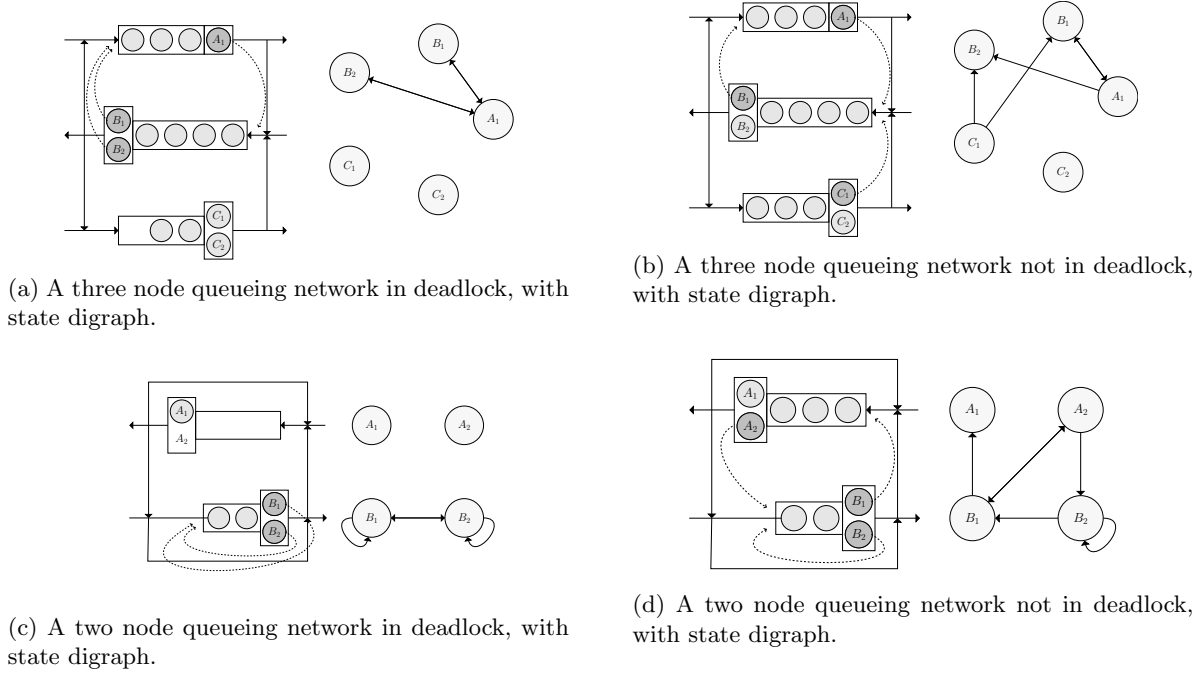 A₁
B₁
B₂
C₁
C₂
B₁
B₂
A₁
C₁
C₂
(a) A three node queueing network in deadlock, with
state digraph.
A₁
B₁
B₂
C₁
C₂
B₁
B₂
A₁
C₁
C₂
(b) A three node queueing network not in deadlock,
with state digraph.
A₁
A₂
B₁
B₂
A₁
A₂
B₁
B₂
(c) A two node queueing network in deadlock, with
state digraph.
A₁
A₂
B₁
B₂
A₁
A₂
B₁
B₂
(d) A two node queueing network not in deadlock,
with state digraph.